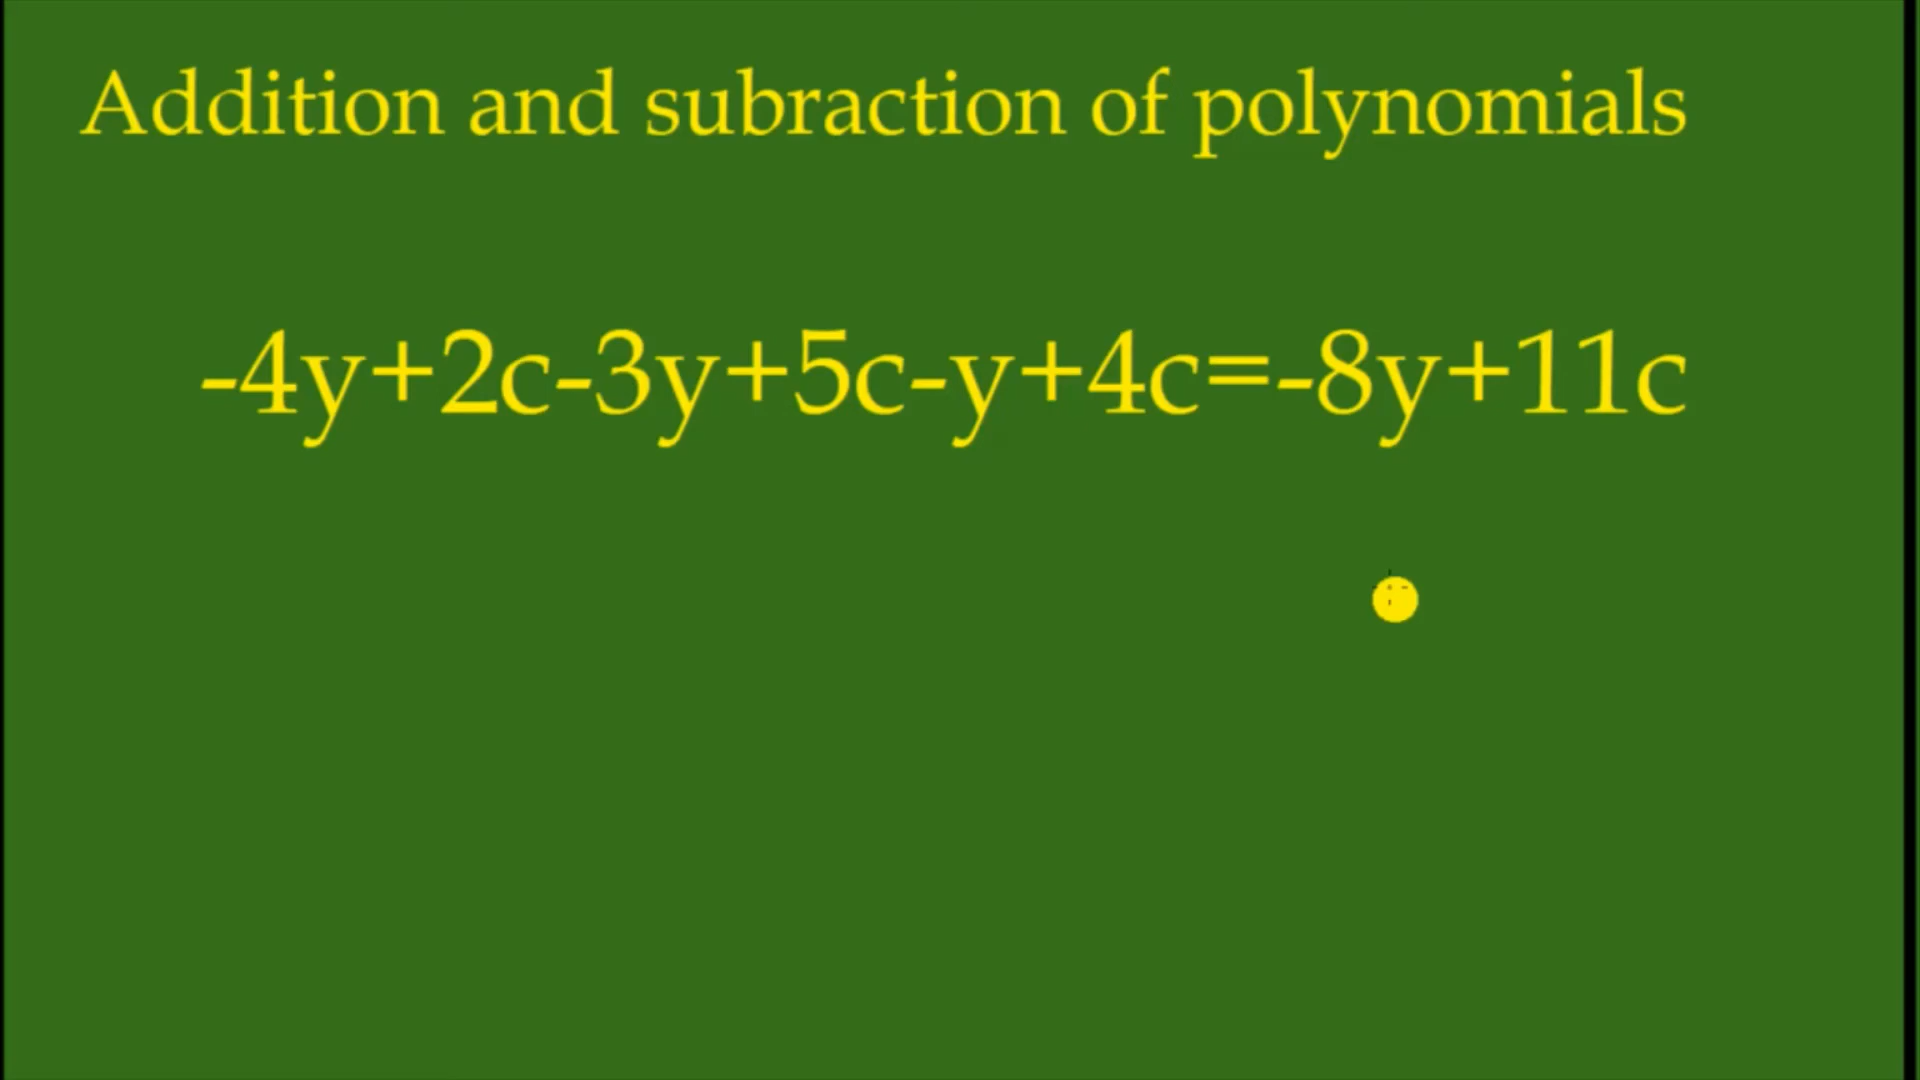 Addition and subraction of polynomials
-4y+2c-3y+5c-y+4c=-8y+11c